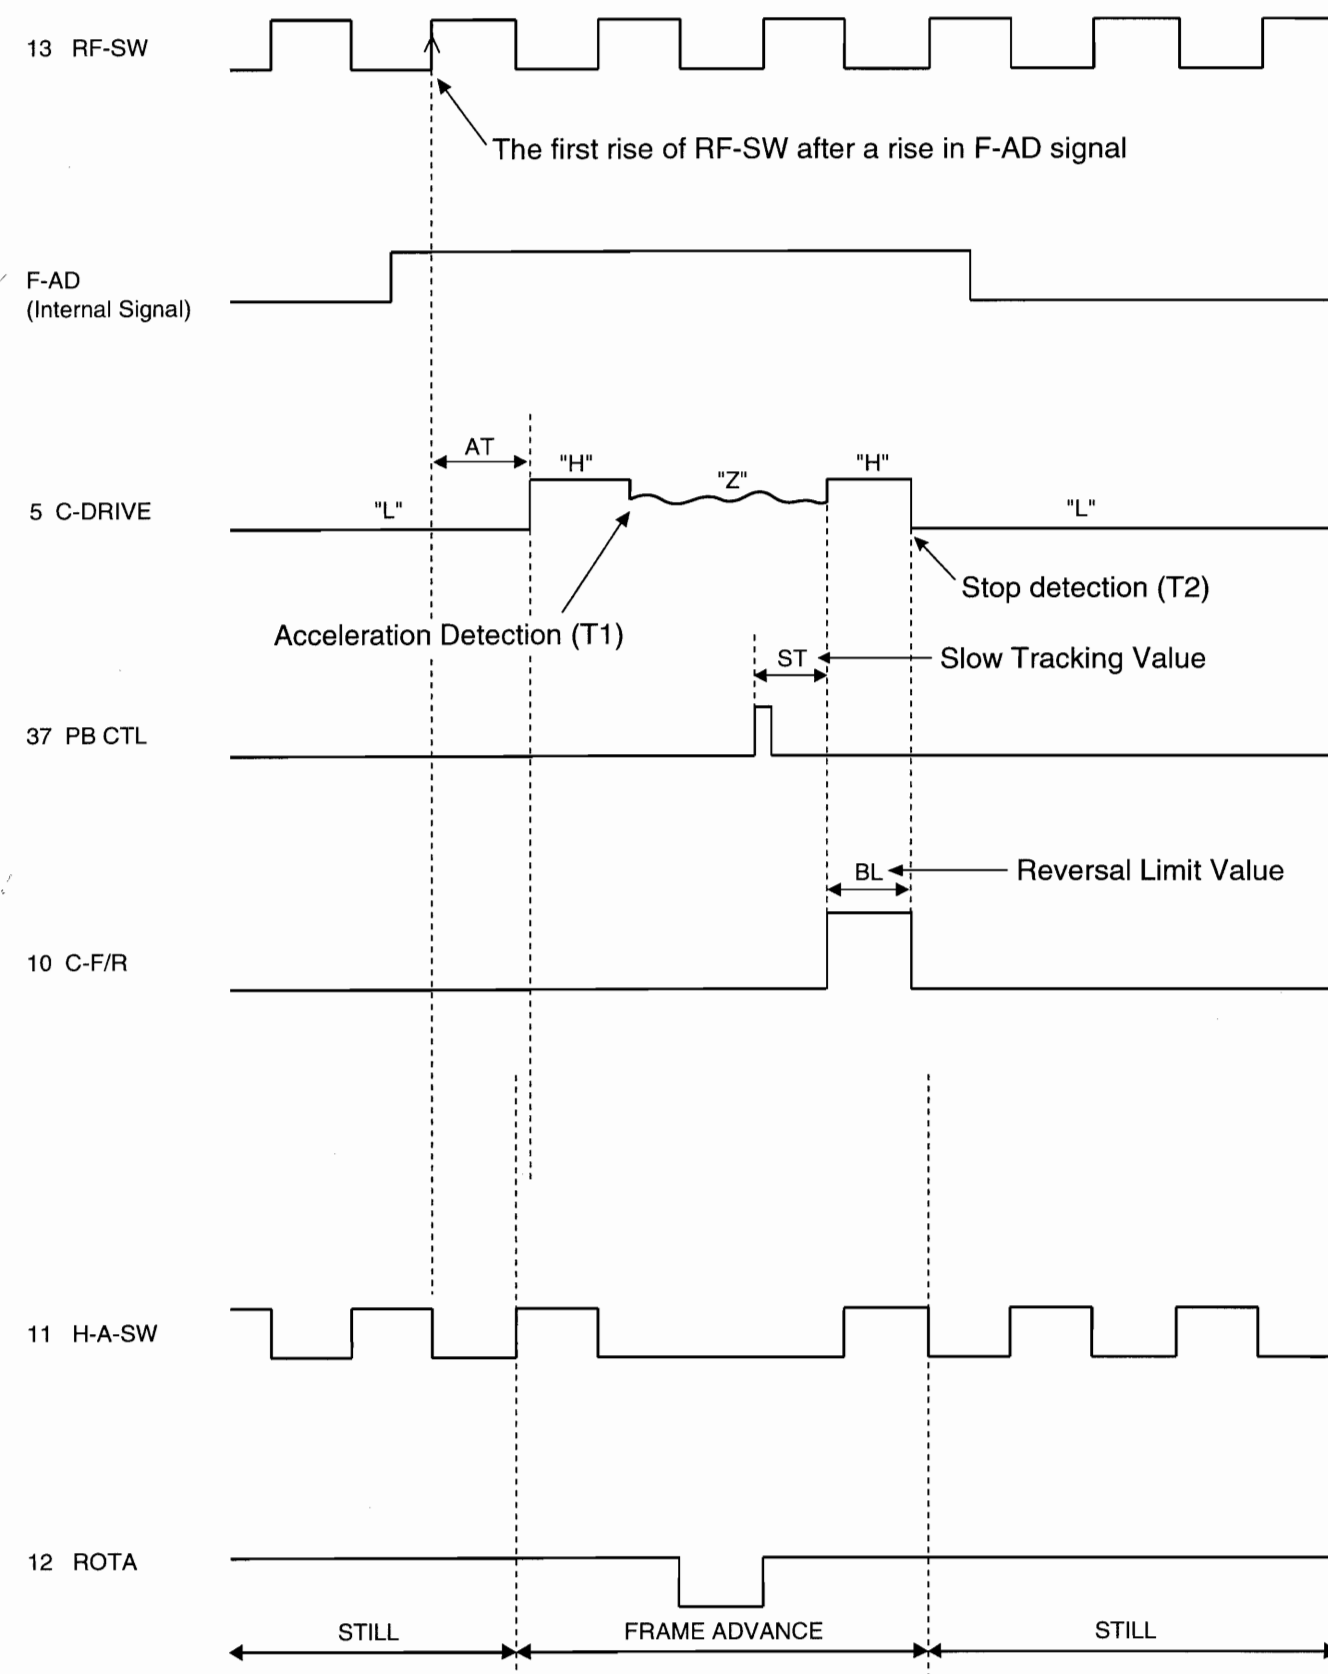 13 RF-SW
The first rise of RF-SW after a rise in F-AD signal
F-AD
(Internal Signal)
AT
"H"
"Z"
"H"
5 C-DRIVE
"L"
"L"
Stop detection (T2)
Acceleration Detection (T1)
ST
Slow Tracking Value
37 PB CTL
BL
Reversal Limit Value
10 C-F/R
11 H-A-SW
12 ROTA
STILL
FRAME ADVANCE
STILL